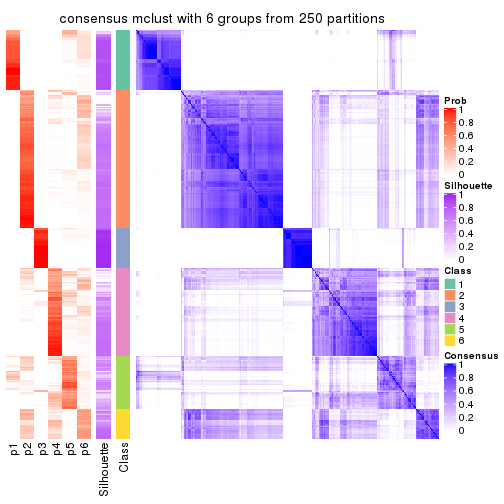 consensus mclust with 6 groups from 250 partitions
Prob
1
0.8
0.6
0.4
0.2
0
Silhouette
1
0.8
0.6
0.4
0.2
0
Class
1
2
3
4
5
6
Consensus
1
0.8
0.6
0.4
0.2
0
p1
p2
p3
p4
p5
p6
Silhouette
Class